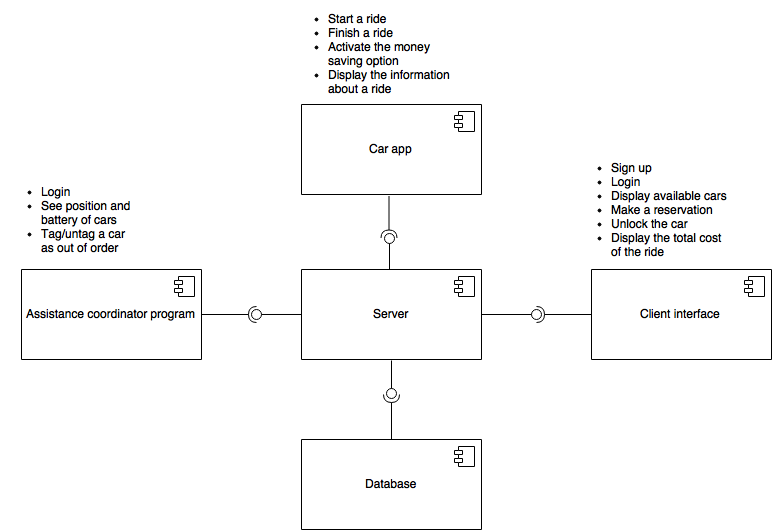 • Start a ride
• Finish a ride
• Activate the money
saving option
• Display the information
about a ride
Car app
• Sign up
• Login
• Display available cars
• Make a reservation
• Unlock the car
• Display the total cost
of the ride
• Login
• See position and
battery of cars
• Tag/untag a car
as out of order
Assistance coordinator program
Server
Client interface
Database